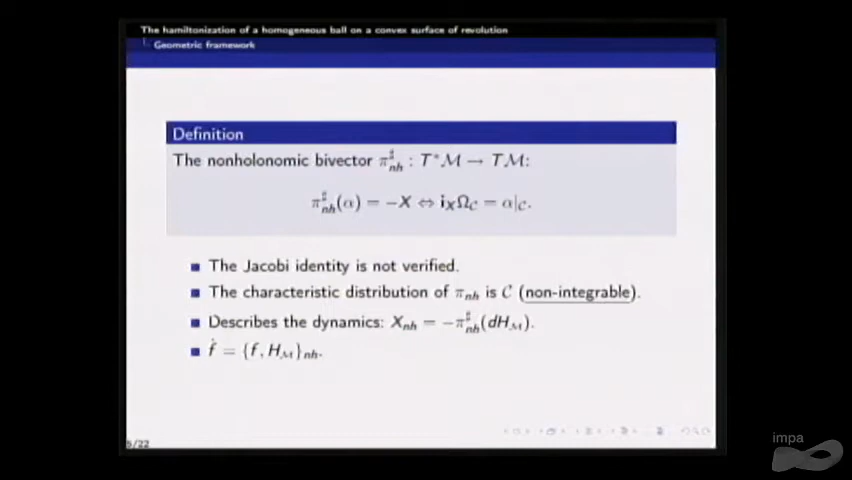 The hamiltonization of a homogeneous ball on a convex surface of revolution
Geometric framework
Definition
The nonholonomic bivector π♯nh : T*ℳ → Tℳ:
π♯nh(α) = −X ⇔ iXΩ𝒞 = α|𝒞.
The Jacobi identity is not verified.
The characteristic distribution of πnh is 𝒞 (non-integrable).
Describes the dynamics: Xnh = −π♯nh(dHℳ).
ḟ = {f, Hℳ}nh.
5/22
impa